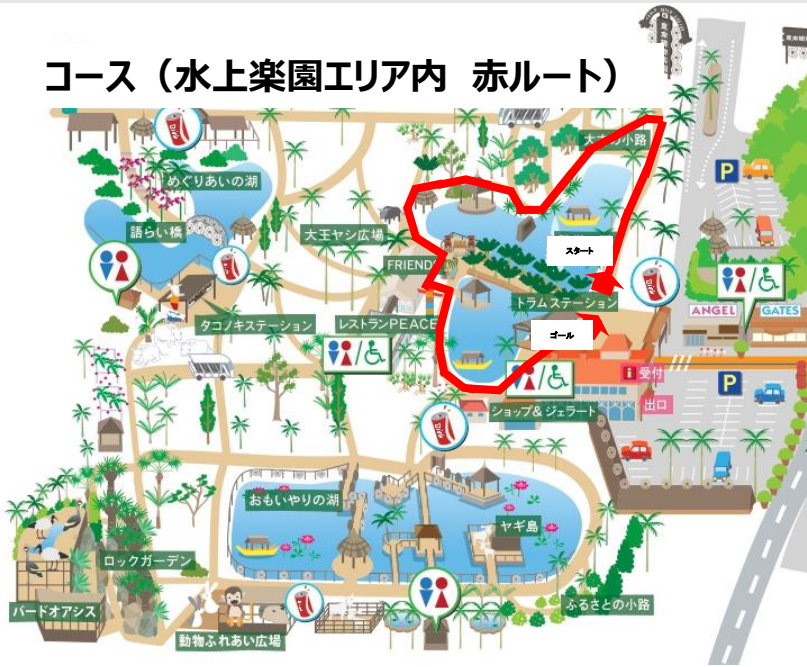 コース（水上楽園エリア内　赤ルート）
めぐりあいの湖
語らい橋
大王ヤシ広場
FRIEND
スタート
トラムステーション
タコノキステーション
レストランPEACE
ゴール
ANGEL
GATES
P
i 受付
出口
P
ショップ&ジェラート
おもいやりの湖
ヤギ島
ロックガーデン
バードオアシス
動物ふれあい広場
ふるさとの小路